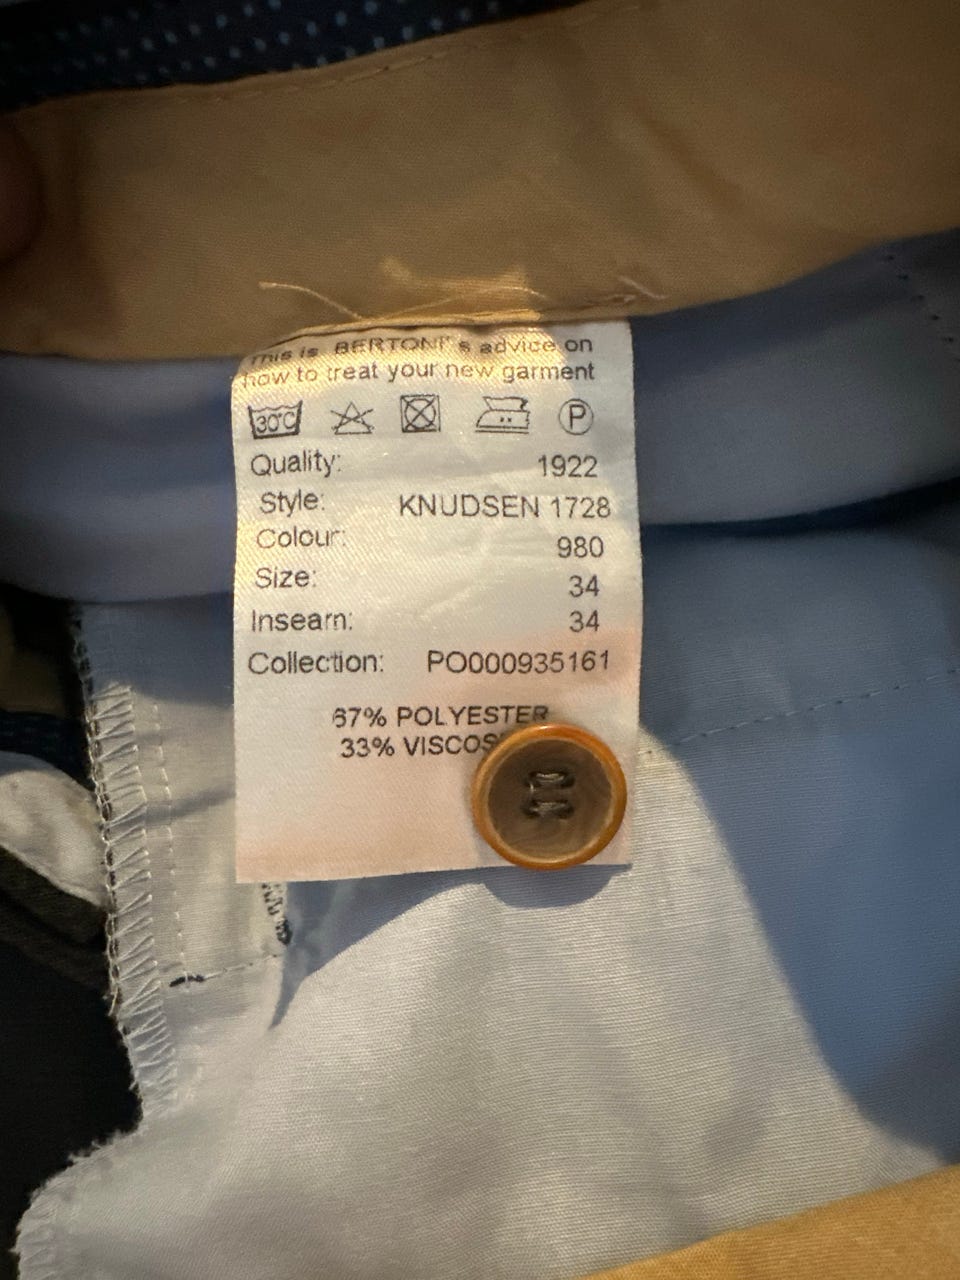 This is BERTONI's advice on
how to treat your new garment
30°C P
Quality: 1922
Style: KNUDSEN 1728
Colour: 980
Size: 34
Inseam: 34
Collection: PO000935161
67% POLYESTER
33% VISCOS